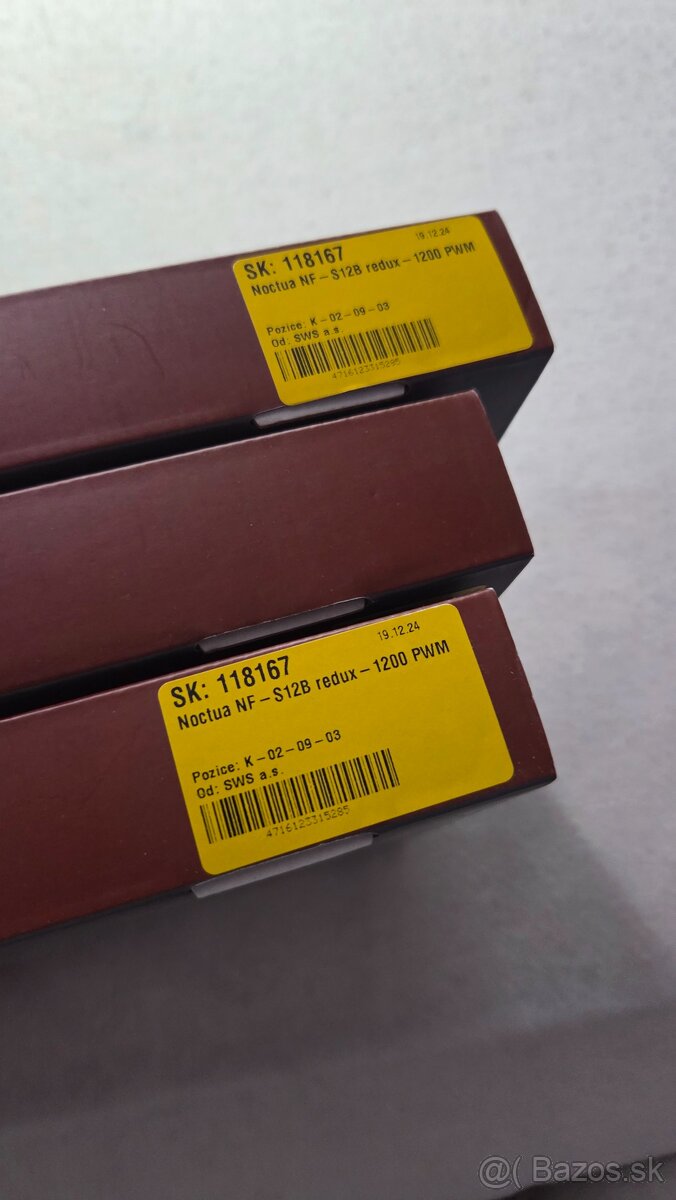 19.12.24
SK: 118167
Noctua NF-S12B redux-1200 PWM
Pozice: K-02-09-03
Od: SWS a.s.
4716123315285
19.12.24
SK: 118167
Noctua NF-S12B redux-1200 PWM
Pozice: K-02-09-03
Od: SWS a.s.
4716123315285
@( Bazos.sk